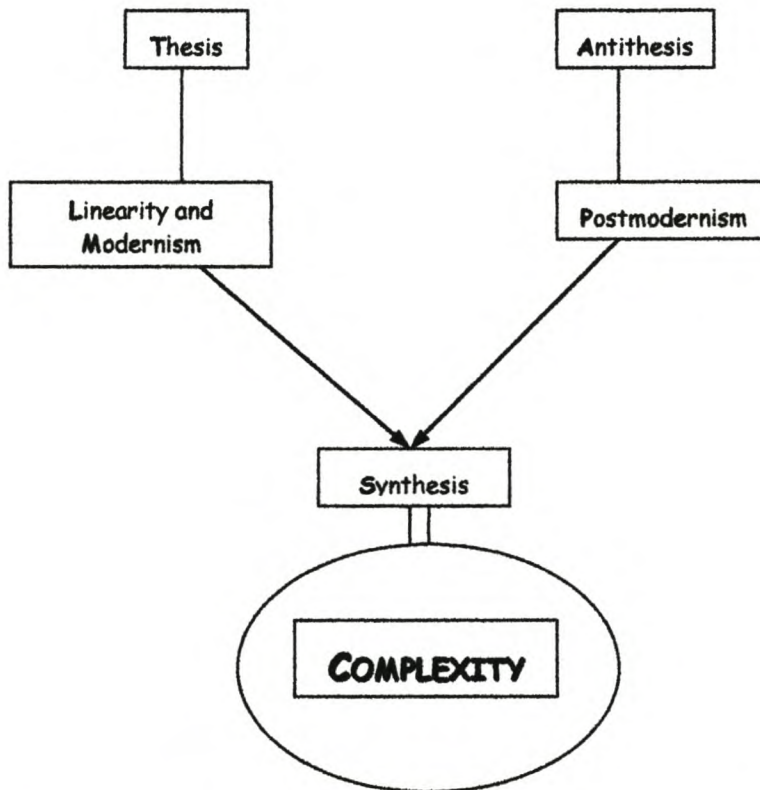 Thesis
Antithesis
Linearity and
Modernism
Postmodernism
Synthesis
COMPLEXITY